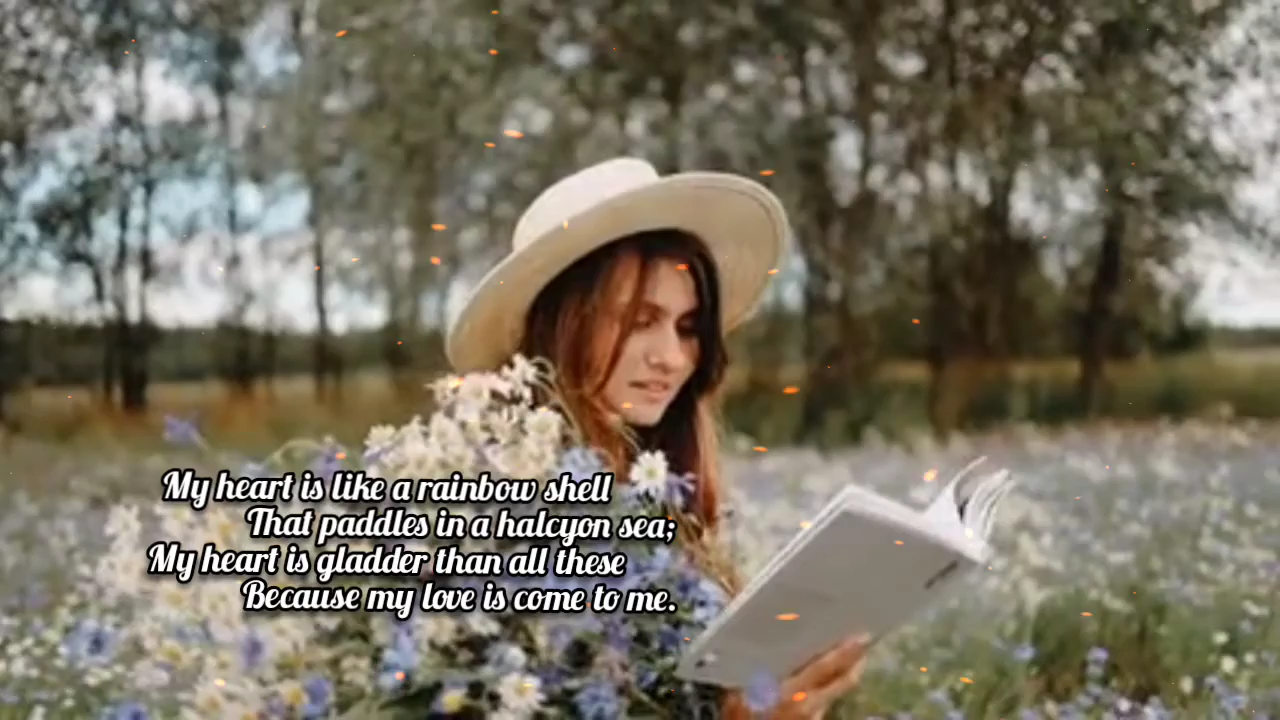 My heart is like a rainbow shell
That paddles in a halcyon sea;
My heart is gladder than all these
Because my love is come to me.